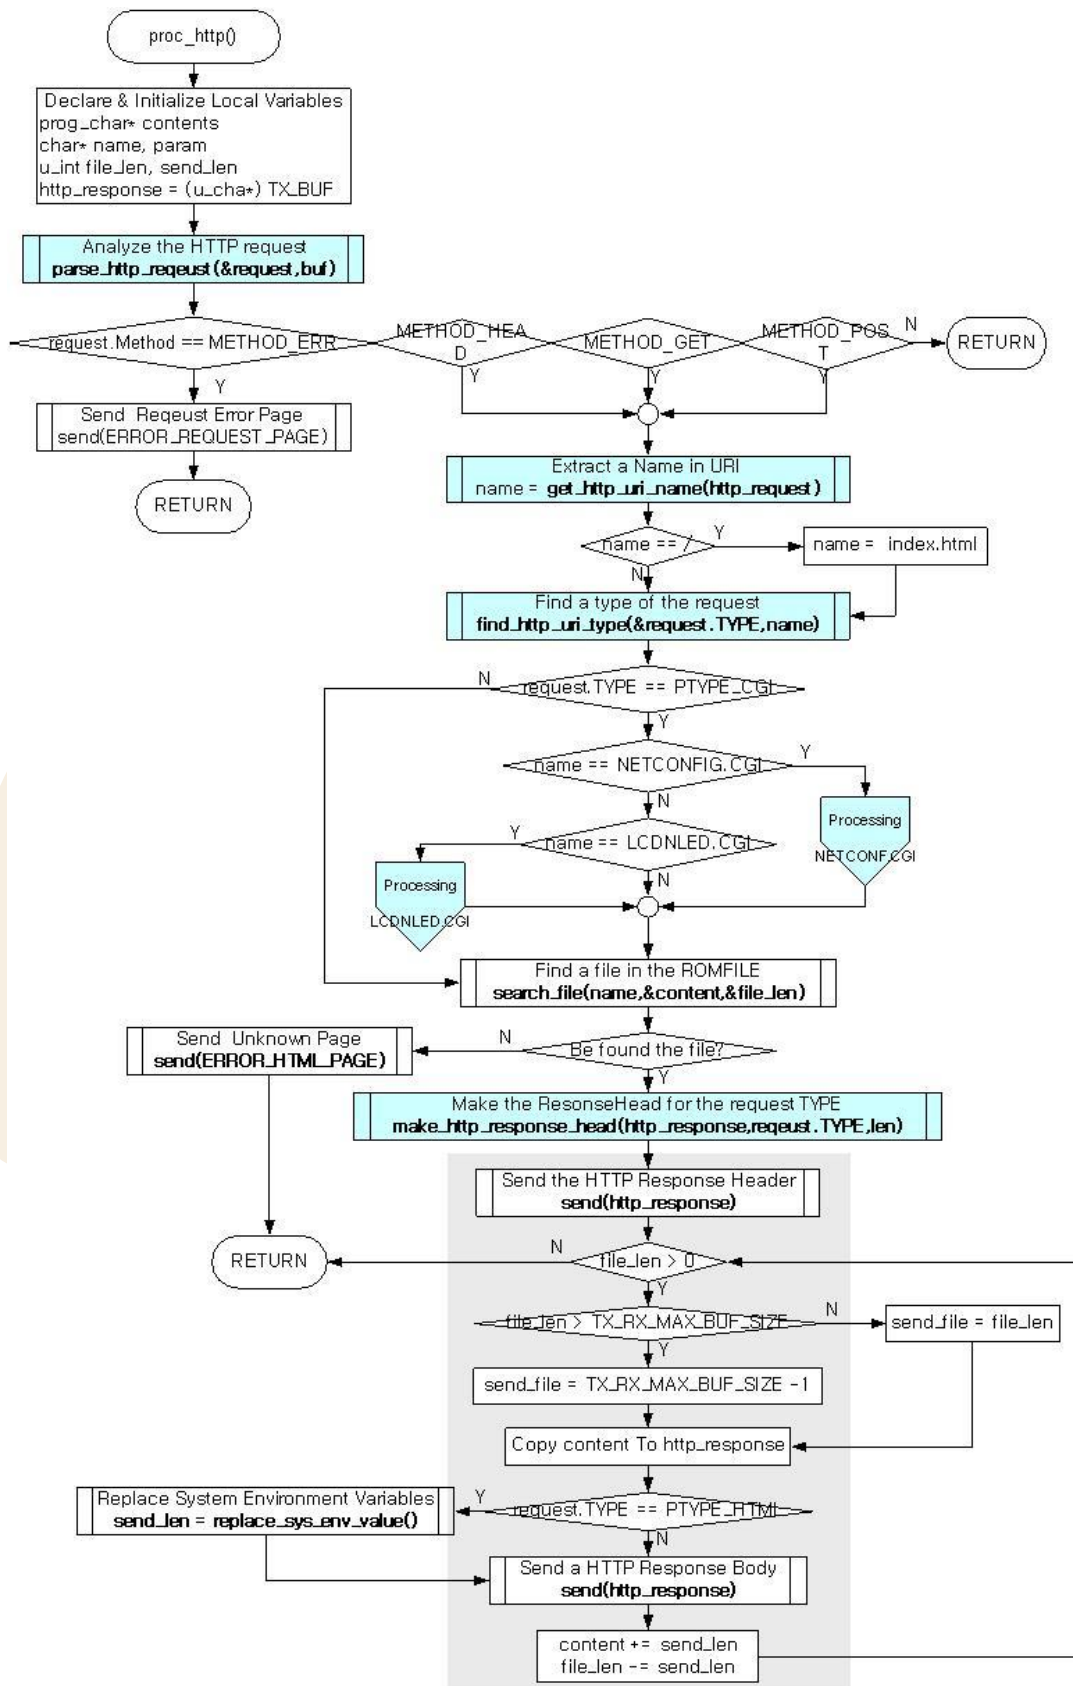 proc_http()
Declare & Initialize Local Variables
prog_char* contents
char* name, param
u_int file_len, send_len
http_response = (u_cha*) TX_BUF
Analyze the HTTP request
parse_http_reqeust(&request,buf)
request.Method == METHOD_ERR
METHOD_HEA
D
METHOD_GET
METHOD_POS
T
N
RETURN
Y
Y
Y
Y
Send Reqeust Error Page
send(ERROR_REQUEST_PAGE)
RETURN
Extract a Name in URI
name = get_http_uri_name(http_request)
name == /
Y
name = index.html
N
Find a type of the request
find_http_uri_type(&request.TYPE,name)
N
request.TYPE == PTYPE_CGI
Y
name == NETCONFIG.CGI
Y
N
Processing
NETCONF.CGI
Y
name == LCDNLED.CGI
N
Processing
LCDNLED.CGI
Find a file in the ROMFILE
search_file(name,&content,&file_len)
Send Unknown Page
send(ERROR_HTML_PAGE)
N
Be found the file?
Y
Make the ResonseHead for the request TYPE
make_http_response_head(http_response,reqeust.TYPE,len)
Send the HTTP Response Header
send(http_response)
RETURN
N
file_len > 0
Y
file_len > TX_RX_MAX_BUF_SIZE
N
send_file = file_len
Y
send_file = TX_RX_MAX_BUF_SIZE -1
Copy content To http_response
Replace System Environment Variables
send_len = replace_sys_env_value()
Y
request.TYPE == PTYPE_HTML
N
Send a HTTP Response Body
send(http_response)
content += send_len
file_len -= send_len